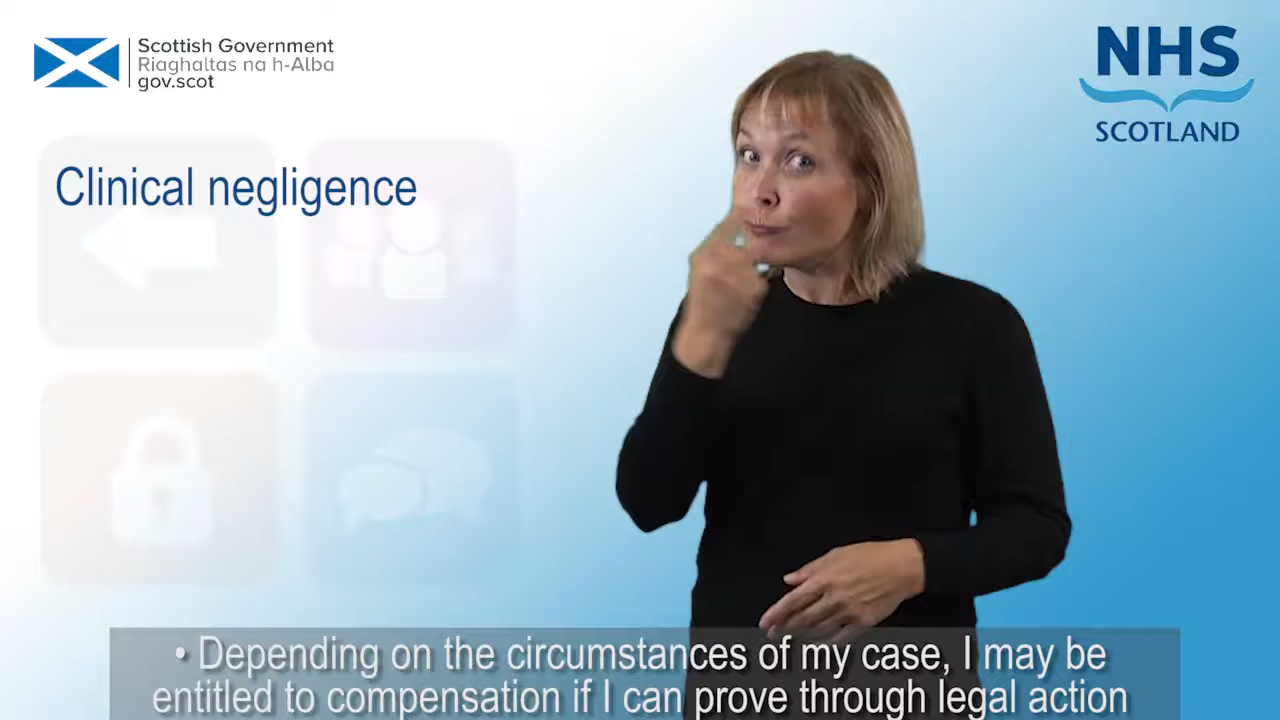 Scottish Government
Riaghaltas na h-Alba
gov.scot
NHS
SCOTLAND
Clinical negligence
• Depending on the circumstances of my case, I may be
entitled to compensation if I can prove through legal action